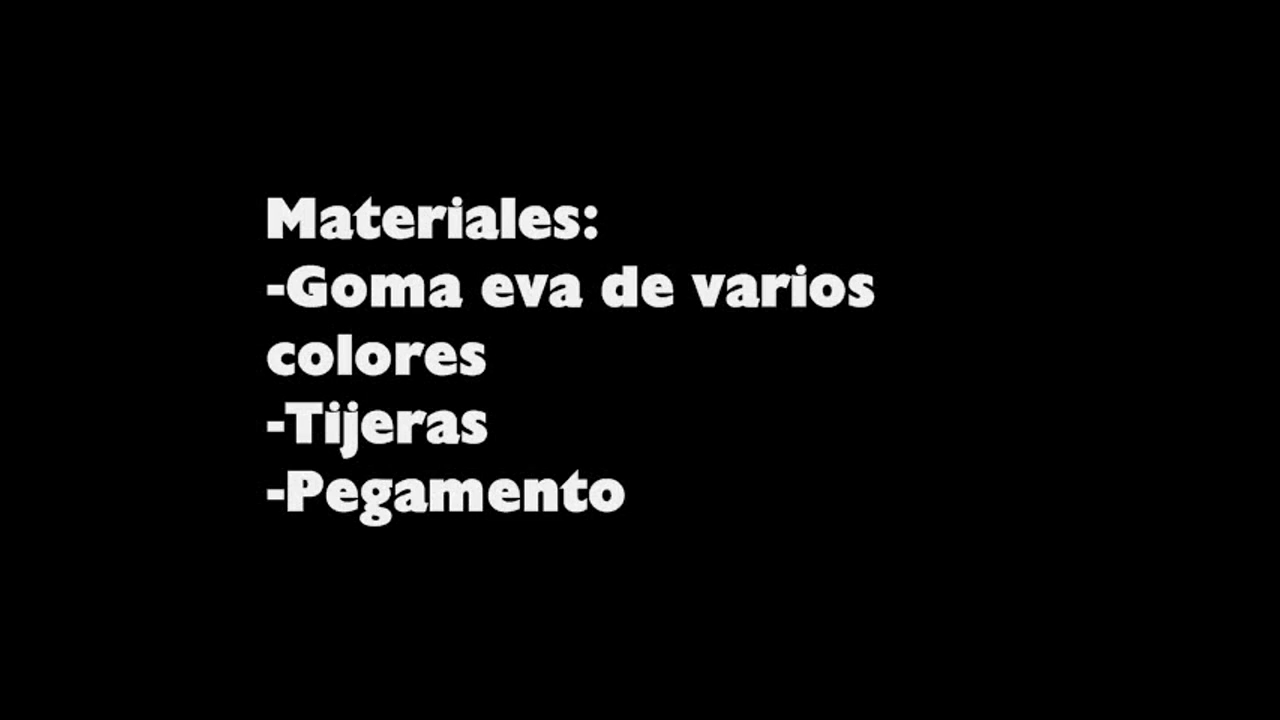 Materiales:
-Goma eva de varios
colores
-Tijeras
-Pegamento